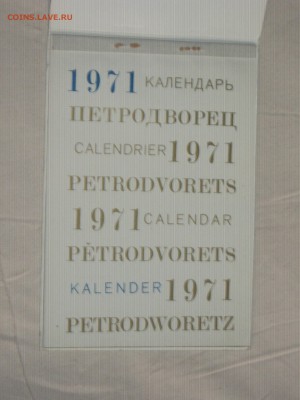 COINS.LAVE.RU
1971 КАЛЕНДАРЬ
ПЕТРОДВОРЕЦ
CALENDRIER 1971
PETRODVORETS
1971 CALENDAR
PĖTRODVORETS
KALENDER 1971
PETRODWORETZ